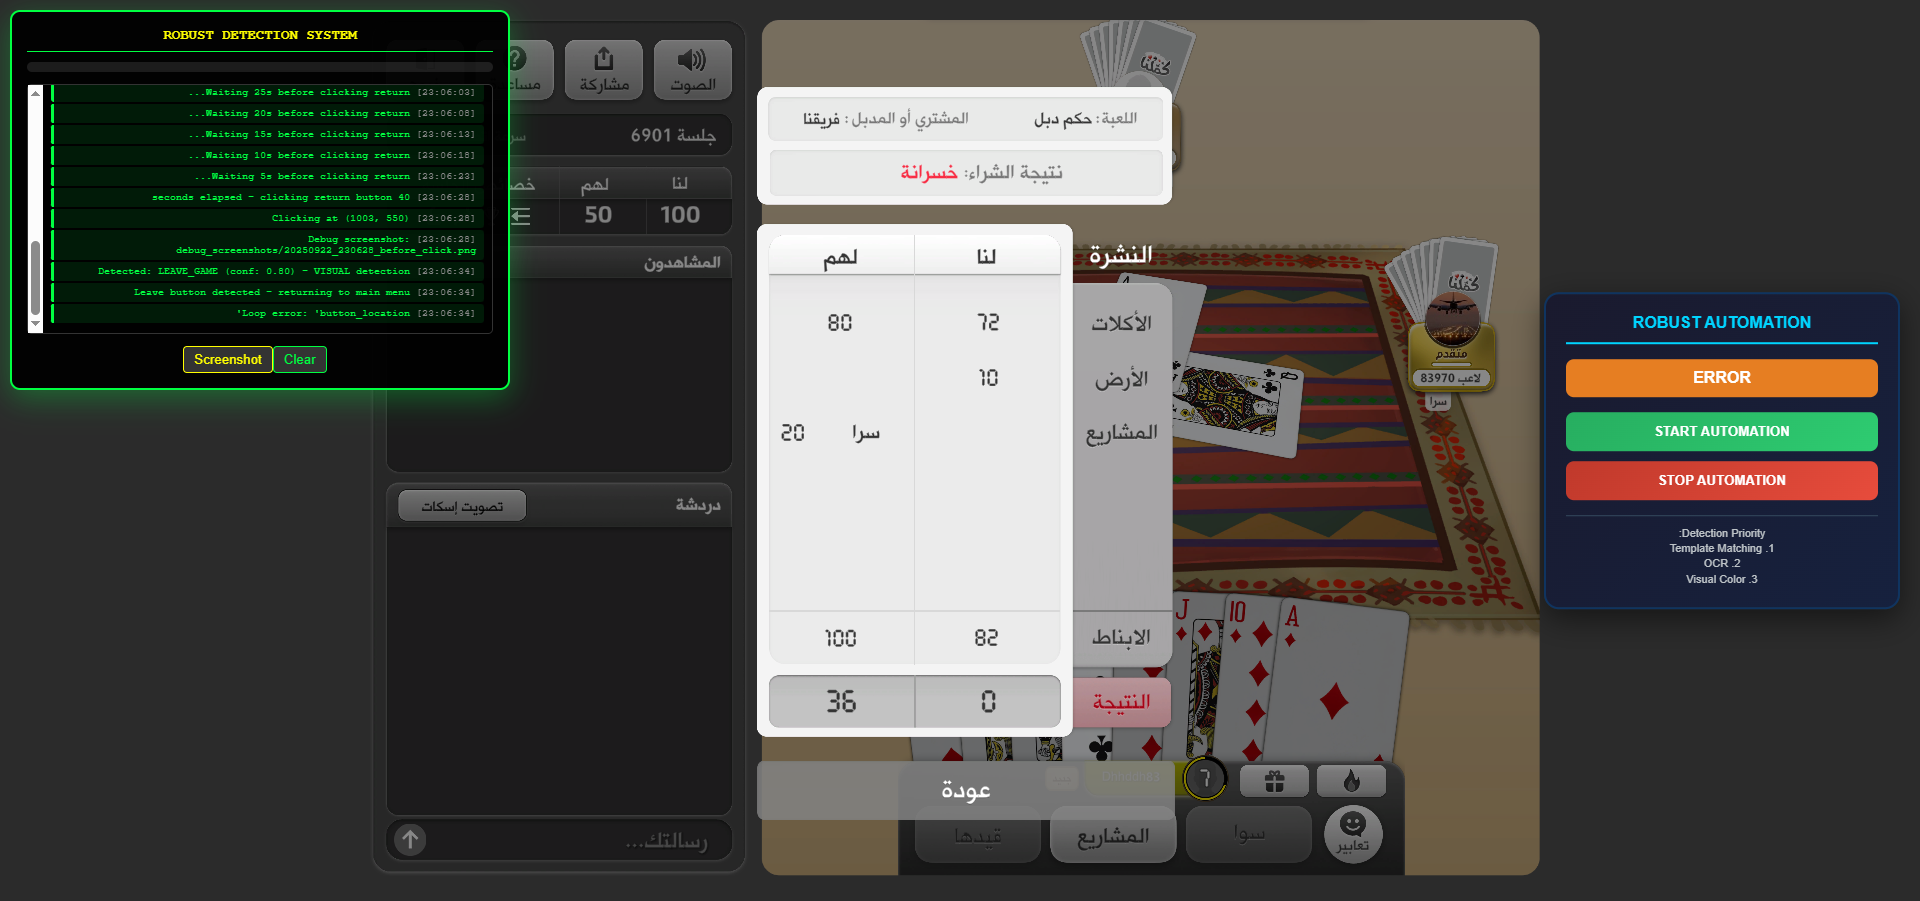 ROBUST DETECTION SYSTEM
...Waiting 25s before clicking return [23:06:03]
...Waiting 20s before clicking return [23:06:08]
...Waiting 15s before clicking return [23:06:13]
...Waiting 10s before clicking return [23:06:18]
...Waiting 5s before clicking return [23:06:23]
seconds elapsed - clicking return button 40 [23:06:28]
Clicking at (1003, 550) [23:06:28]
Debug screenshot: [23:06:28]
debug_screenshots/20250922_230628_before_click.png
Detected: LEAVE_GAME (conf: 0.80) - VISUAL detection [23:06:34]
Leave button detected - returning to main menu [23:06:34]
'Loop error: 'button_location [23:06:34]
Screenshot Clear
الصوت
مشاركة
جلسة 6901
لنا لهم
100 50
المشاهدون
دردشة
تصويت إسكات
رسالتك...
اللعبة: حكم دبل
المشتري أو المدبل: فريقنا
نتيجة الشراء: خسرانة
النشرة لنا لهم
الأكلات 72 80
الأرض 10
المشاريع سرا 20
الابناط 82 100
النتيجة 0 36
عودة
كملنا
كملنا
متقدم
لاعب 83970
سرا
Q
J
10
A
7
قيدها
المشاريع
سوا
تعابير
ROBUST AUTOMATION
ERROR
START AUTOMATION
STOP AUTOMATION
:Detection Priority
Template Matching .1
OCR .2
Visual Color .3